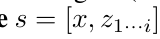 e s = [x, z₁...ᵢ]